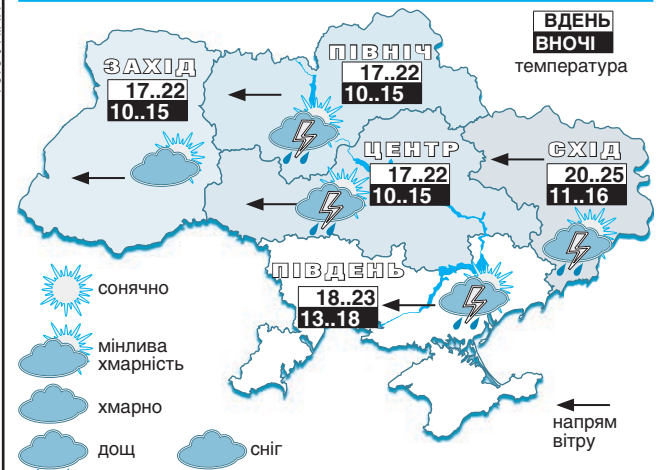 ВДЕНЬ
ВНОЧІ
температура
ПІВНІЧ
17..22
10..15
ЗАХІД
17..22
10..15
ЦЕНТР
17..22
10..15
СХІД
20..25
11..16
ПІВДЕНЬ
18..23
13..18
сонячно
мінлива
хмарність
хмарно
дощ
сніг
напрям
вітру